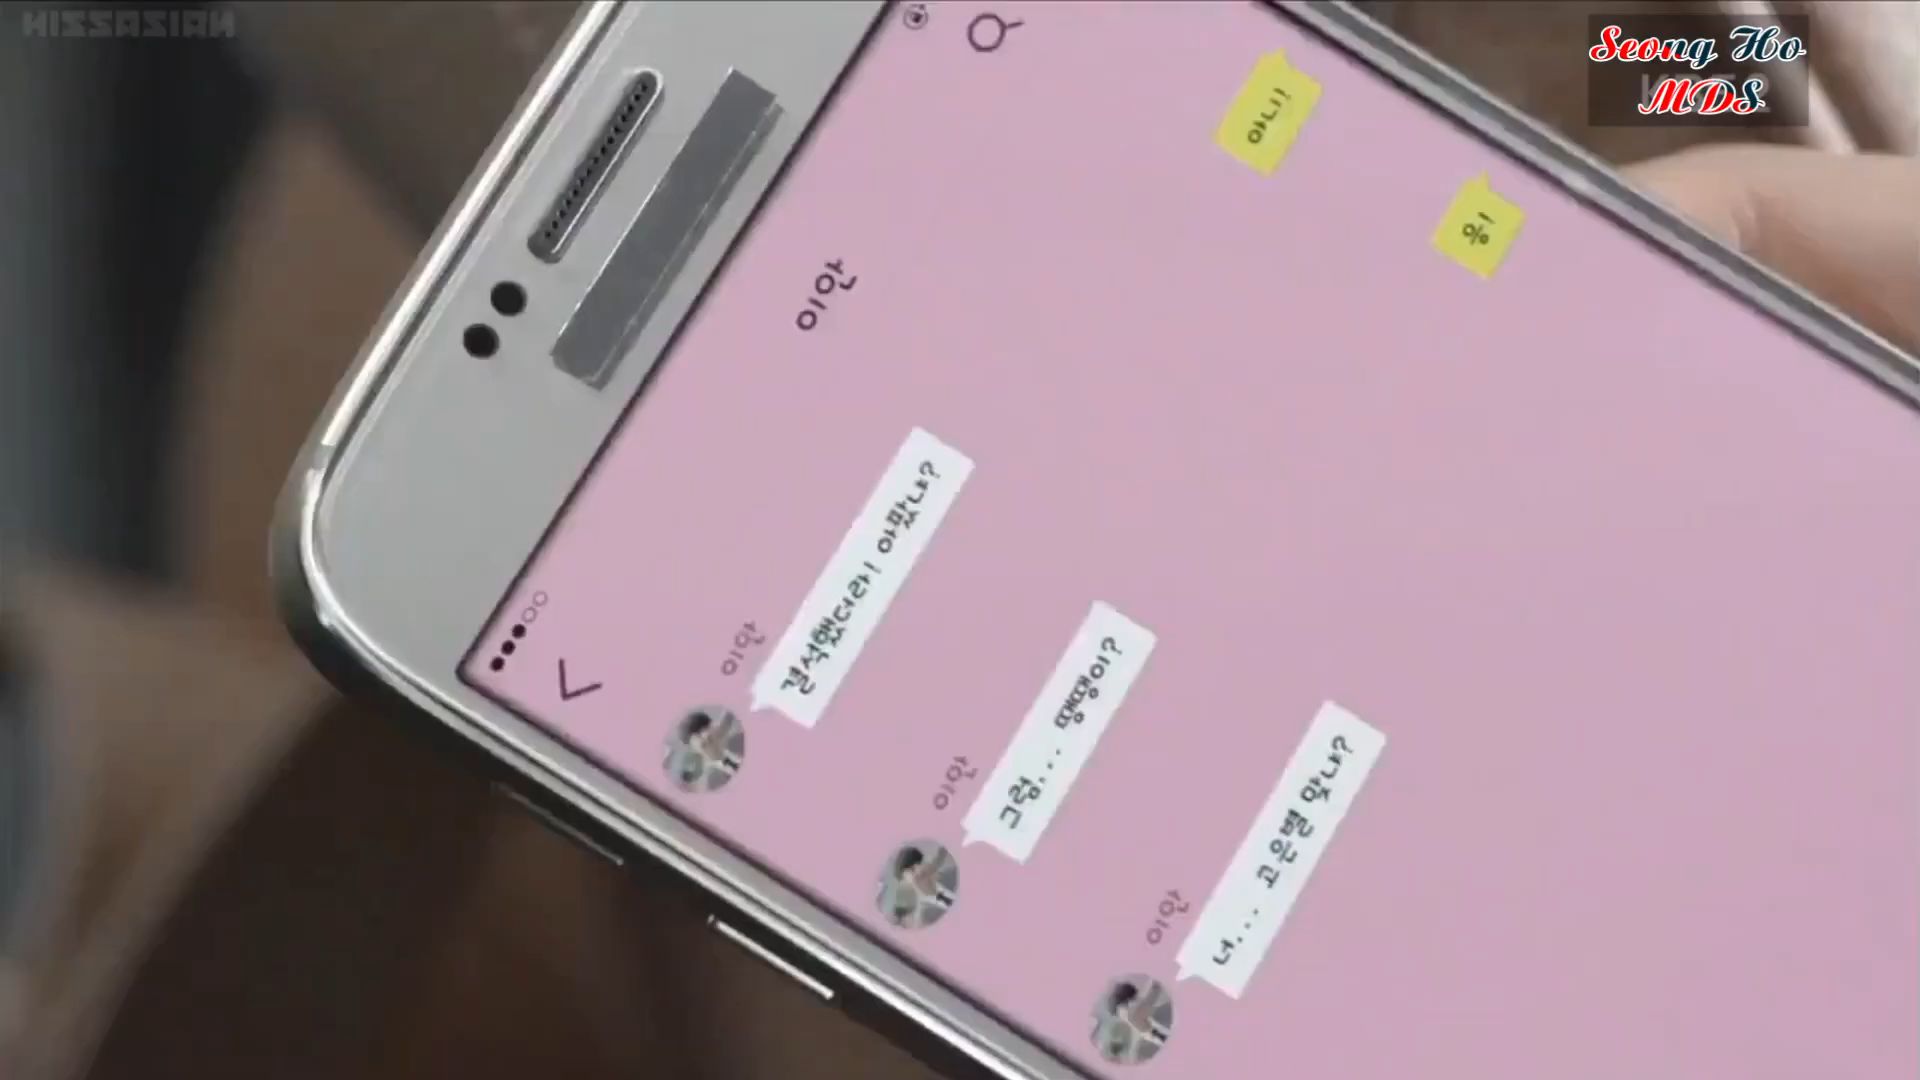 KISSASIAN
Seong Ho
MDS
이안
이안
결석했더라! 아팠냐?
아니!
이안
그럼... 땡땡이?
응!
이안
너... 고은별 맞냐?